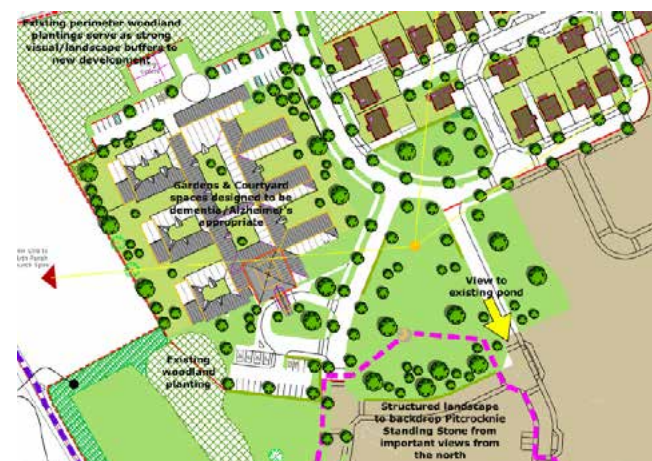 Existing perimeter woodland
plantings serve as strong
visual/landscape buffers to
new development
Gardens & Courtyard
spaces designed to be
dementia/Alzheimer's
appropriate
View to
existing pond
Existing
woodland
planting
Structured landscape
to backdrop Pitcrocknie
Standing Stone from
important views from
the north